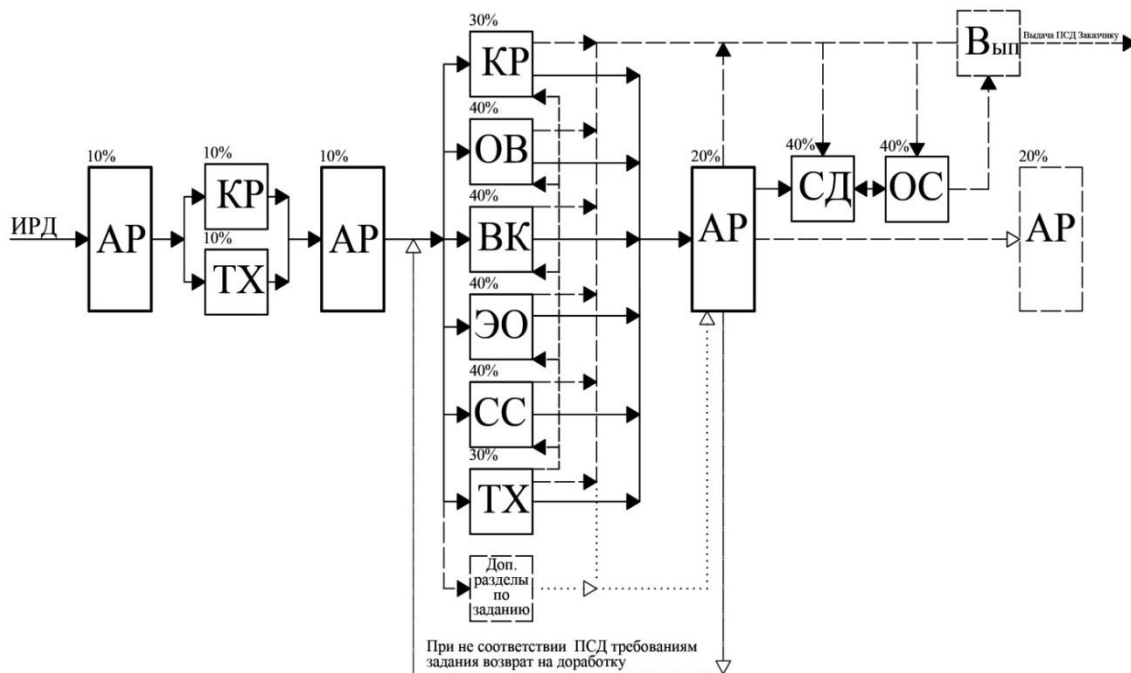 ИРД
10%
АР
10%
КР
10%
ТХ
10%
АР
30%
КР
40%
ОВ
40%
ВК
40%
ЭО
40%
СС
30%
ТХ
Доп.
разделы
по
заданию
20%
АР
40%
СД
40%
ОС
Вып
Выдача ПСД Заказчику
20%
АР
При не соответствии ПСД требованиям
задания возврат на доработку